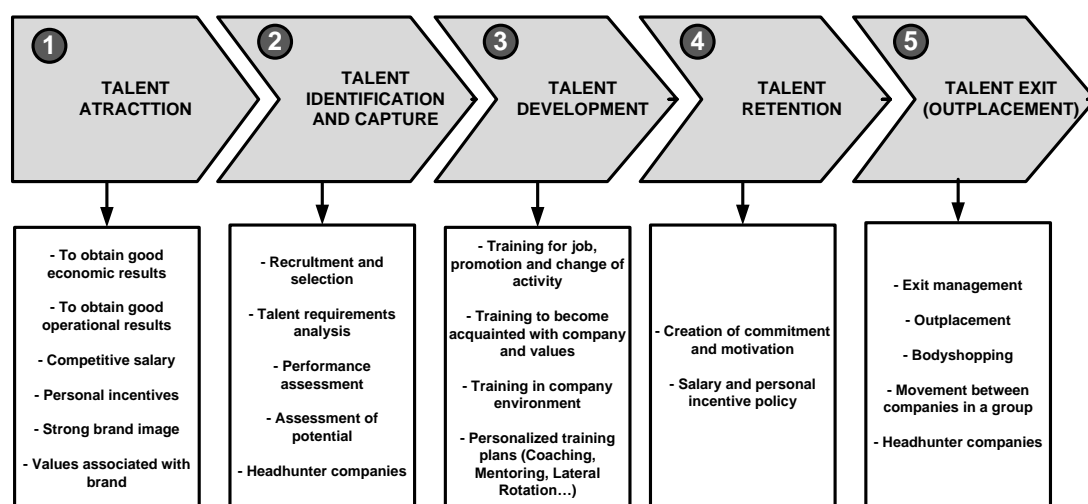 1
TALENT
ATRACTTION
2
TALENT
IDENTIFICATION
AND CAPTURE
3
TALENT
DEVELOPMENT
4
TALENT
RETENTION
5
TALENT EXIT
(OUTPLACEMENT)
- To obtain good
economic results
- To obtain good
operational results
- Competitive salary
- Personal incentives
- Strong brand image
- Values associated with
brand
- Recruitment and
selection
- Talent requirements
analysis
- Performance
assessment
- Assessment of
potential
- Headhunter companies
- Training for job,
promotion and change of
activity
- Training to become
acquainted with company
and values
- Training in company
environment
- Personalized training
plans (Coaching,
Mentoring, Lateral
Rotation…)
- Creation of commitment
and motivation
- Salary and personal
incentive policy
- Exit management
- Outplacement
- Bodyshopping
- Movement between
companies in a group
- Headhunter companies